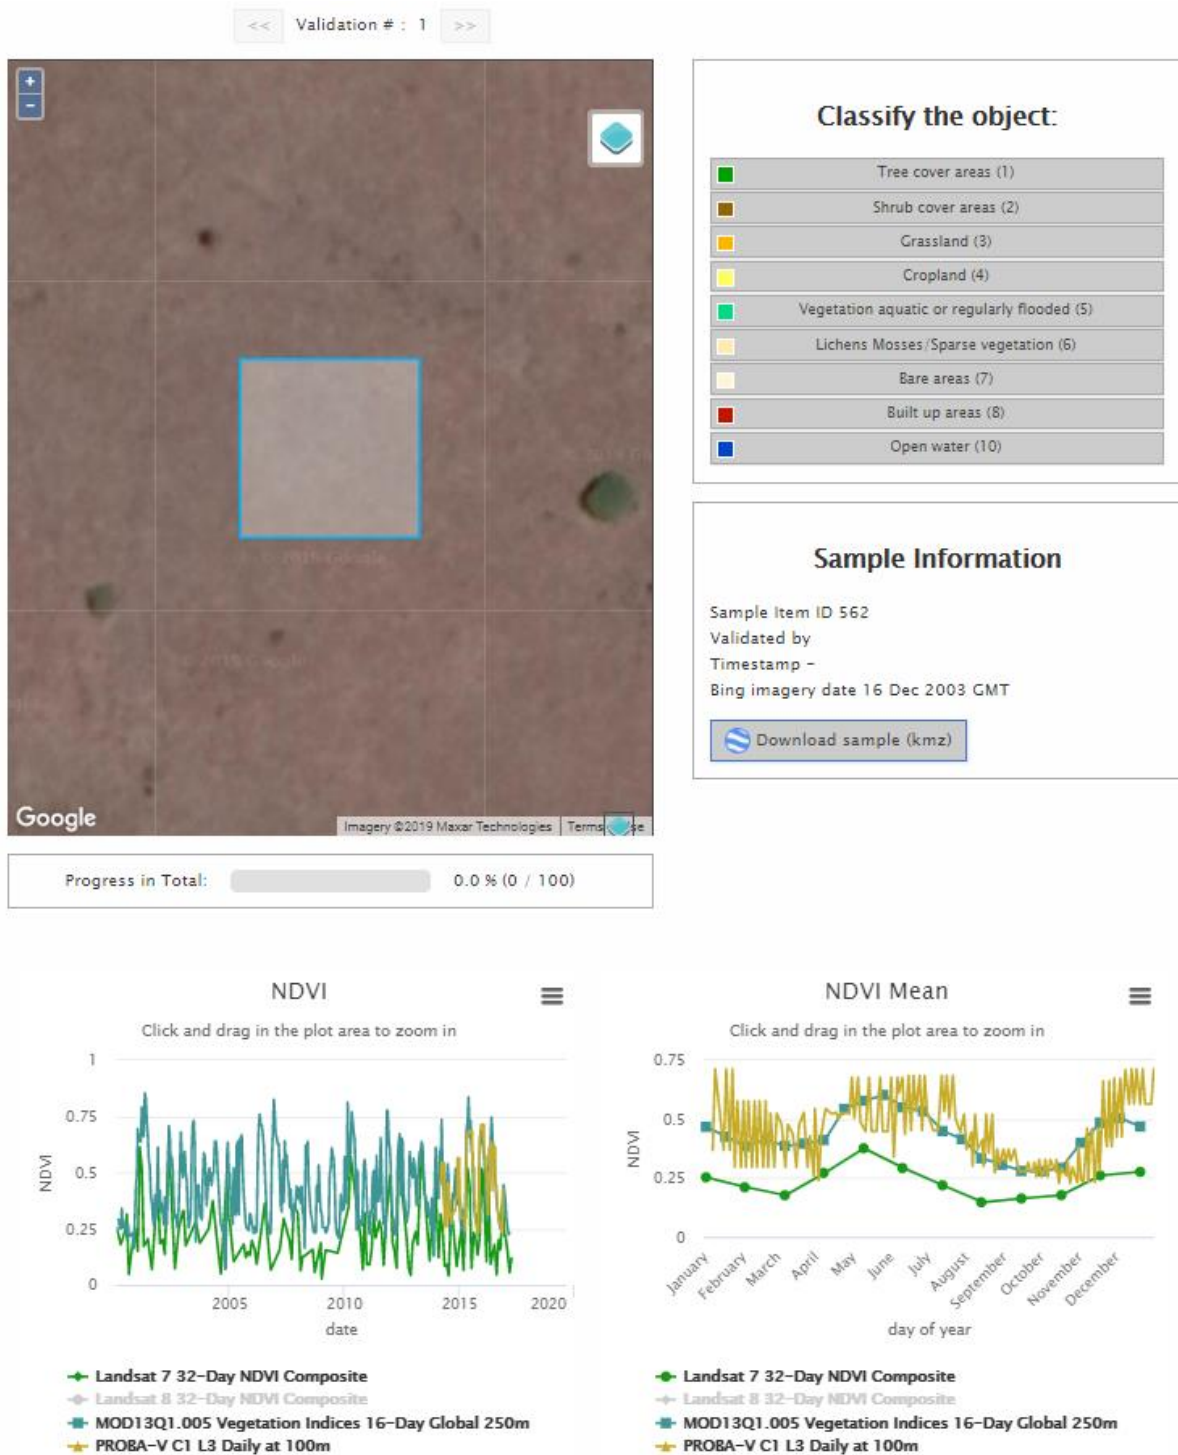 << Validation # : 1 >>
+
−
© 2019 Google
© 2019 Google
Google
Imagery ©2019 Maxar Technologies
Terms
Progress in Total: 0.0 % (0 / 100)
Classify the object:
Tree cover areas (1)
Shrub cover areas (2)
Grassland (3)
Cropland (4)
Vegetation aquatic or regularly flooded (5)
Lichens Mosses/Sparse vegetation (6)
Bare areas (7)
Built up areas (8)
Open water (10)
Sample Information
Sample Item ID 562
Validated by
Timestamp -
Bing imagery date 16 Dec 2003 GMT
Download sample (kmz)
NDVI
Click and drag in the plot area to zoom in
1
0.75
0.5
0.25
0
NDVI
2005 2010 2015 2020
date
Landsat 7 32-Day NDVI Composite
Landsat 8 32-Day NDVI Composite
MOD13Q1.005 Vegetation Indices 16-Day Global 250m
PROBA-V C1 L3 Daily at 100m
NDVI Mean
Click and drag in the plot area to zoom in
0.75
0.5
0.25
0
NDVI
January February March April May June July August September October November December
day of year
Landsat 7 32-Day NDVI Composite
Landsat 8 32-Day NDVI Composite
MOD13Q1.005 Vegetation Indices 16-Day Global 250m
PROBA-V C1 L3 Daily at 100m